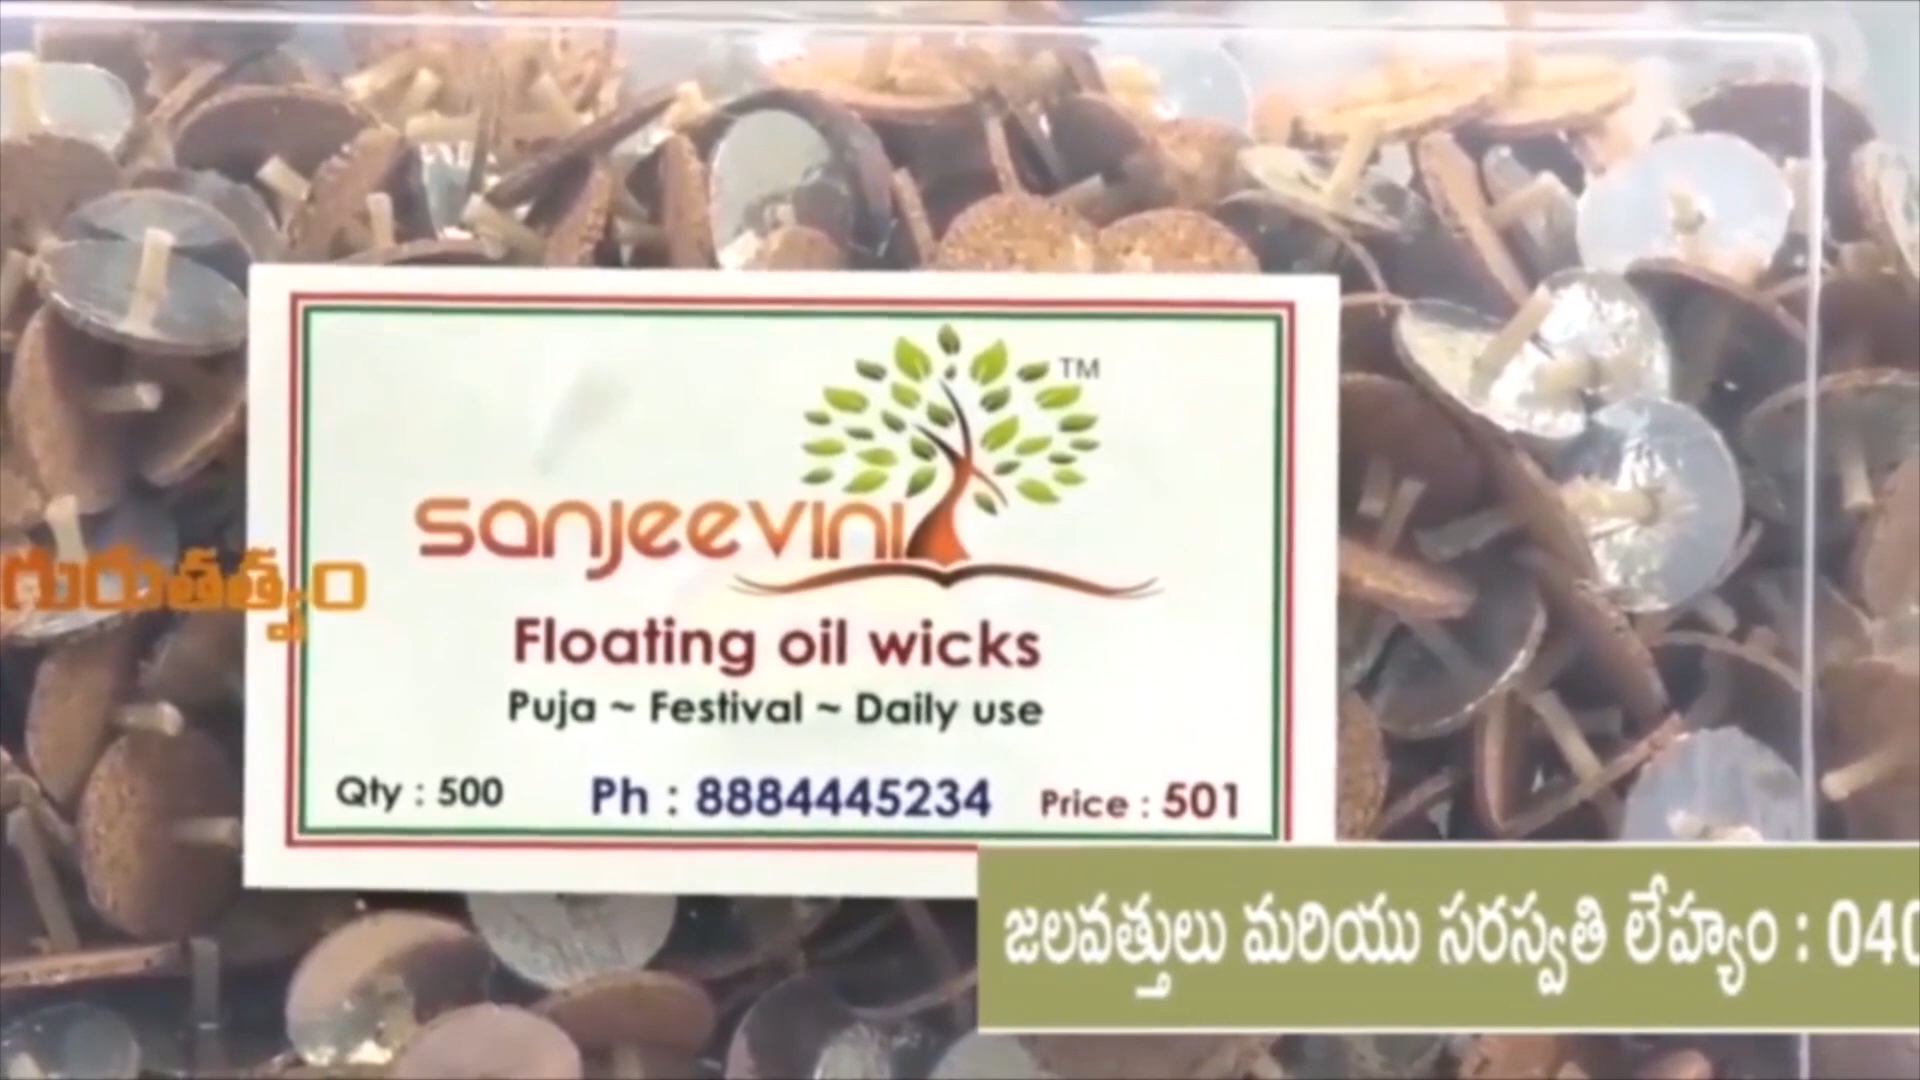 TM
sanjeevini
గురుతత్వం
Floating oil wicks
Puja ~ Festival ~ Daily use
Qty : 500 Ph : 8884445234 Price : 501
జలవత్తులు మరియు సరస్వతి లేహ్యం : 040